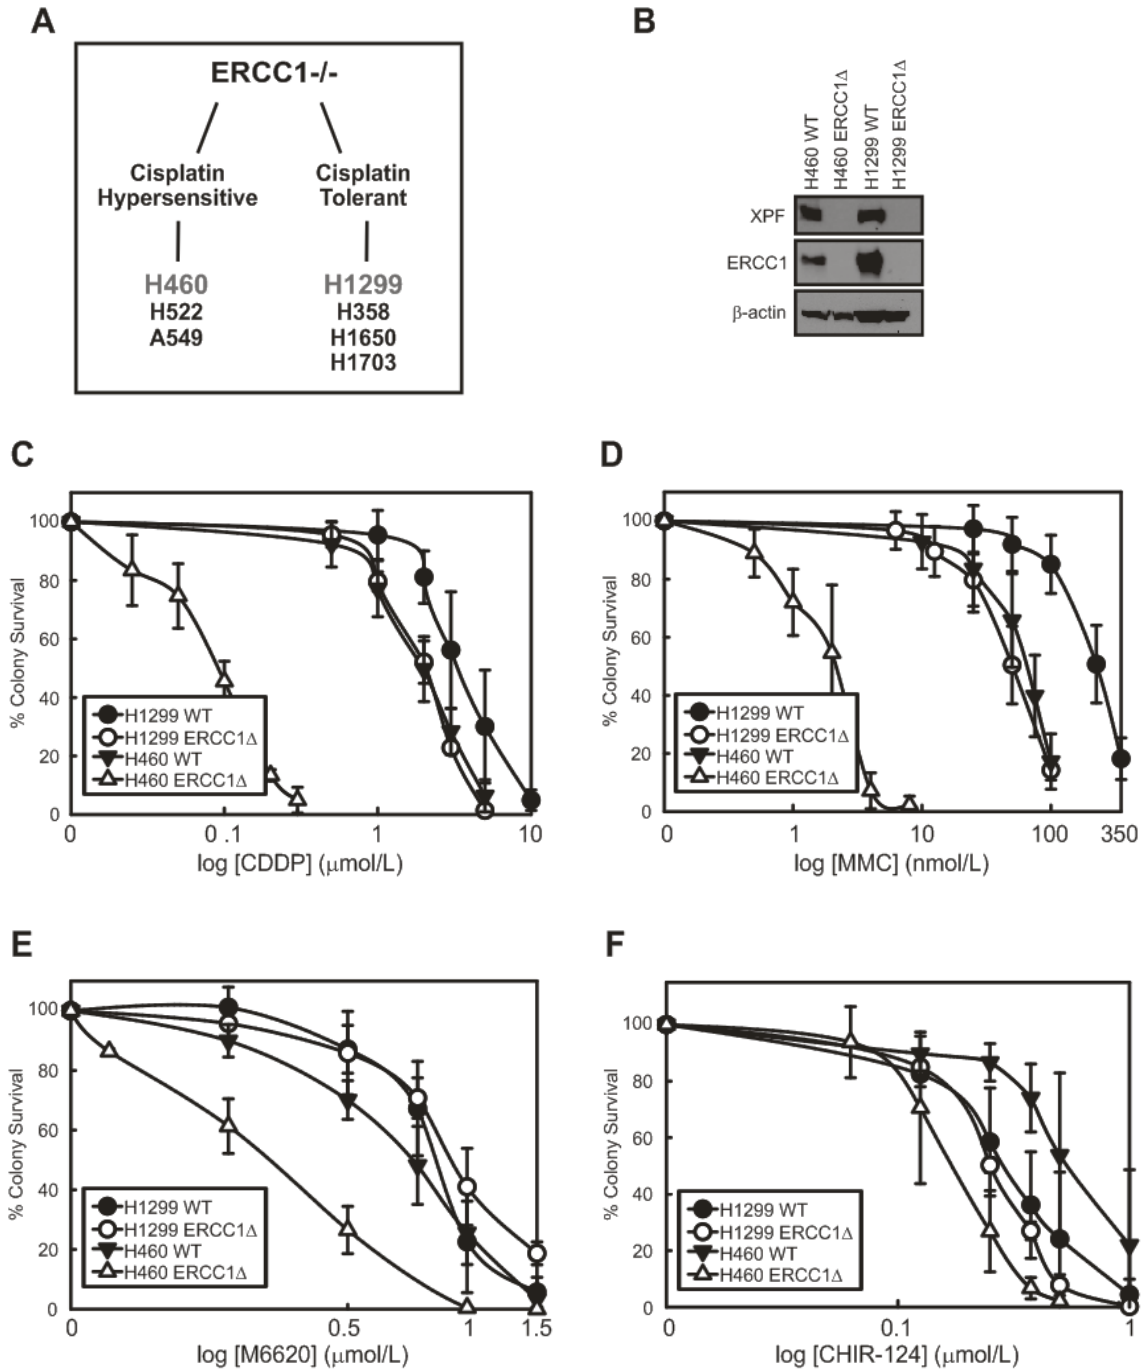 A
ERCC1-/-
Cisplatin Hypersensitive
Cisplatin Tolerant
H460
H522
A549
H1299
H358
H1650
H1703
B
H460 WT
H460 ERCC1Δ
H1299 WT
H1299 ERCC1Δ
XPF
ERCC1
β-actin
C
% Colony Survival
100
80
60
40
20
0
H1299 WT
H1299 ERCC1Δ
H460 WT
H460 ERCC1Δ
0 0.1 1 10
log [CDDP] (μmol/L)
D
% Colony Survival
100
80
60
40
20
0
H1299 WT
H1299 ERCC1Δ
H460 WT
H460 ERCC1Δ
0 1 10 100 350
log [MMC] (nmol/L)
E
% Colony Survival
100
80
60
40
20
0
H1299 WT
H1299 ERCC1Δ
H460 WT
H460 ERCC1Δ
0 0.5 1 1.5
log [M6620] (μmol/L)
F
% Colony Survival
100
80
60
40
20
0
H1299 WT
H1299 ERCC1Δ
H460 WT
H460 ERCC1Δ
0 0.1 1
log [CHIR-124] (μmol/L)